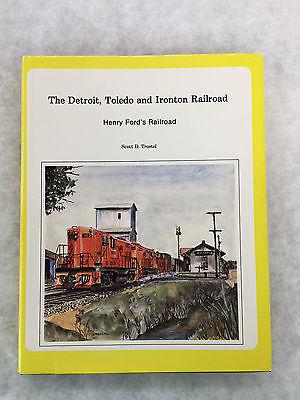 The Detroit, Toledo and Ironton Railroad
Henry Ford's Railroad
Scott D. Trostel